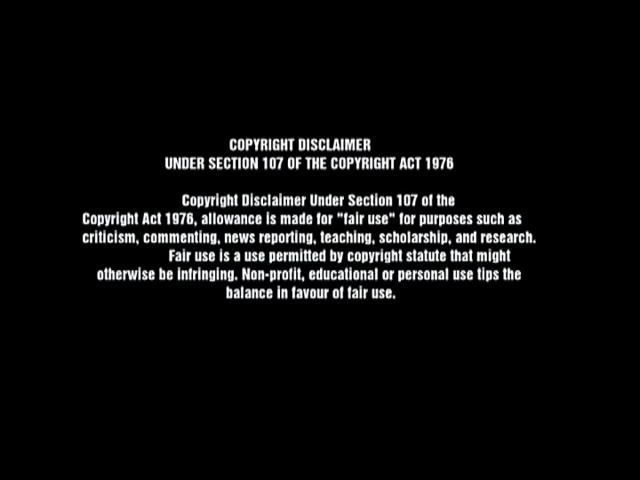 COPYRIGHT DISCLAIMER
UNDER SECTION 107 OF THE COPYRIGHT ACT 1976
Copyright Disclaimer Under Section 107 of the
Copyright Act 1976, allowance is made for "fair use" for purposes such as
criticism, commenting, news reporting, teaching, scholarship, and research.
Fair use is a use permitted by copyright statute that might
otherwise be infringing. Non-profit, educational or personal use tips the
balance in favour of fair use.